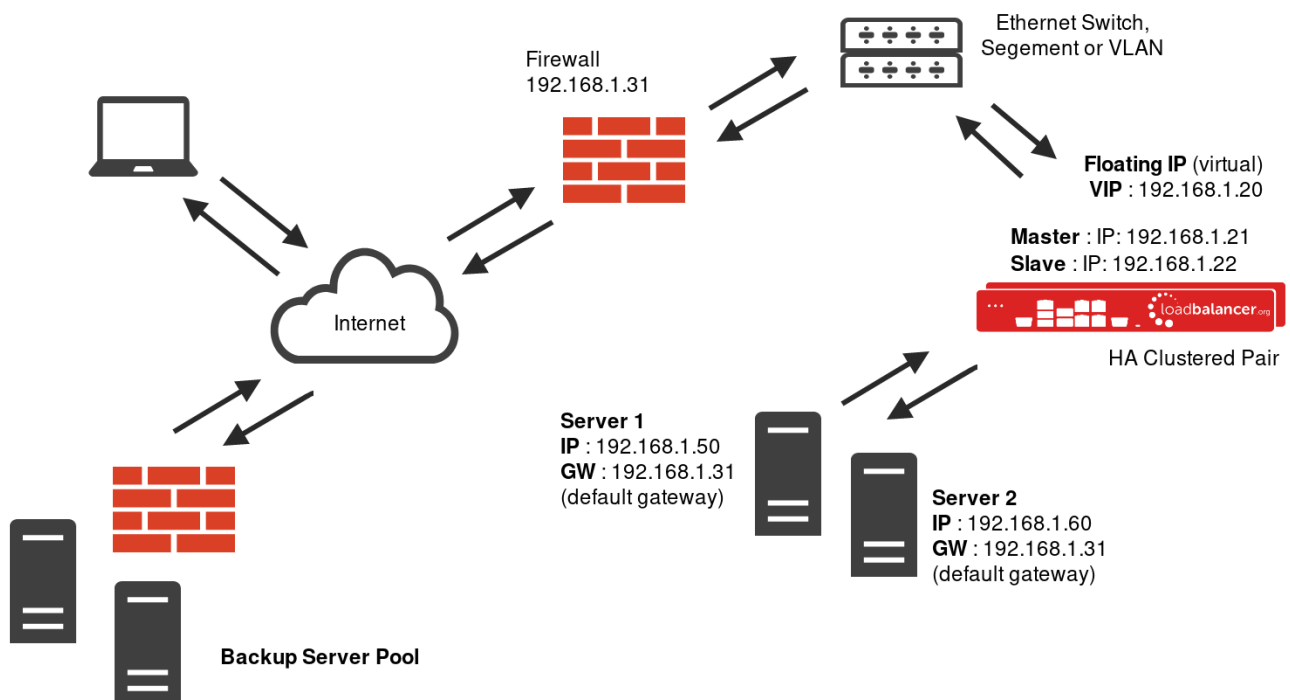 Ethernet Switch,
Segement or VLAN
Firewall
192.168.1.31
Floating IP (virtual)
VIP : 192.168.1.20
Master : IP: 192.168.1.21
Slave : IP: 192.168.1.22
loadbalancer.org
HA Clustered Pair
Internet
Server 1
IP : 192.168.1.50
GW : 192.168.1.31
(default gateway)
Server 2
IP : 192.168.1.60
GW : 192.168.1.31
(default gateway)
Backup Server Pool